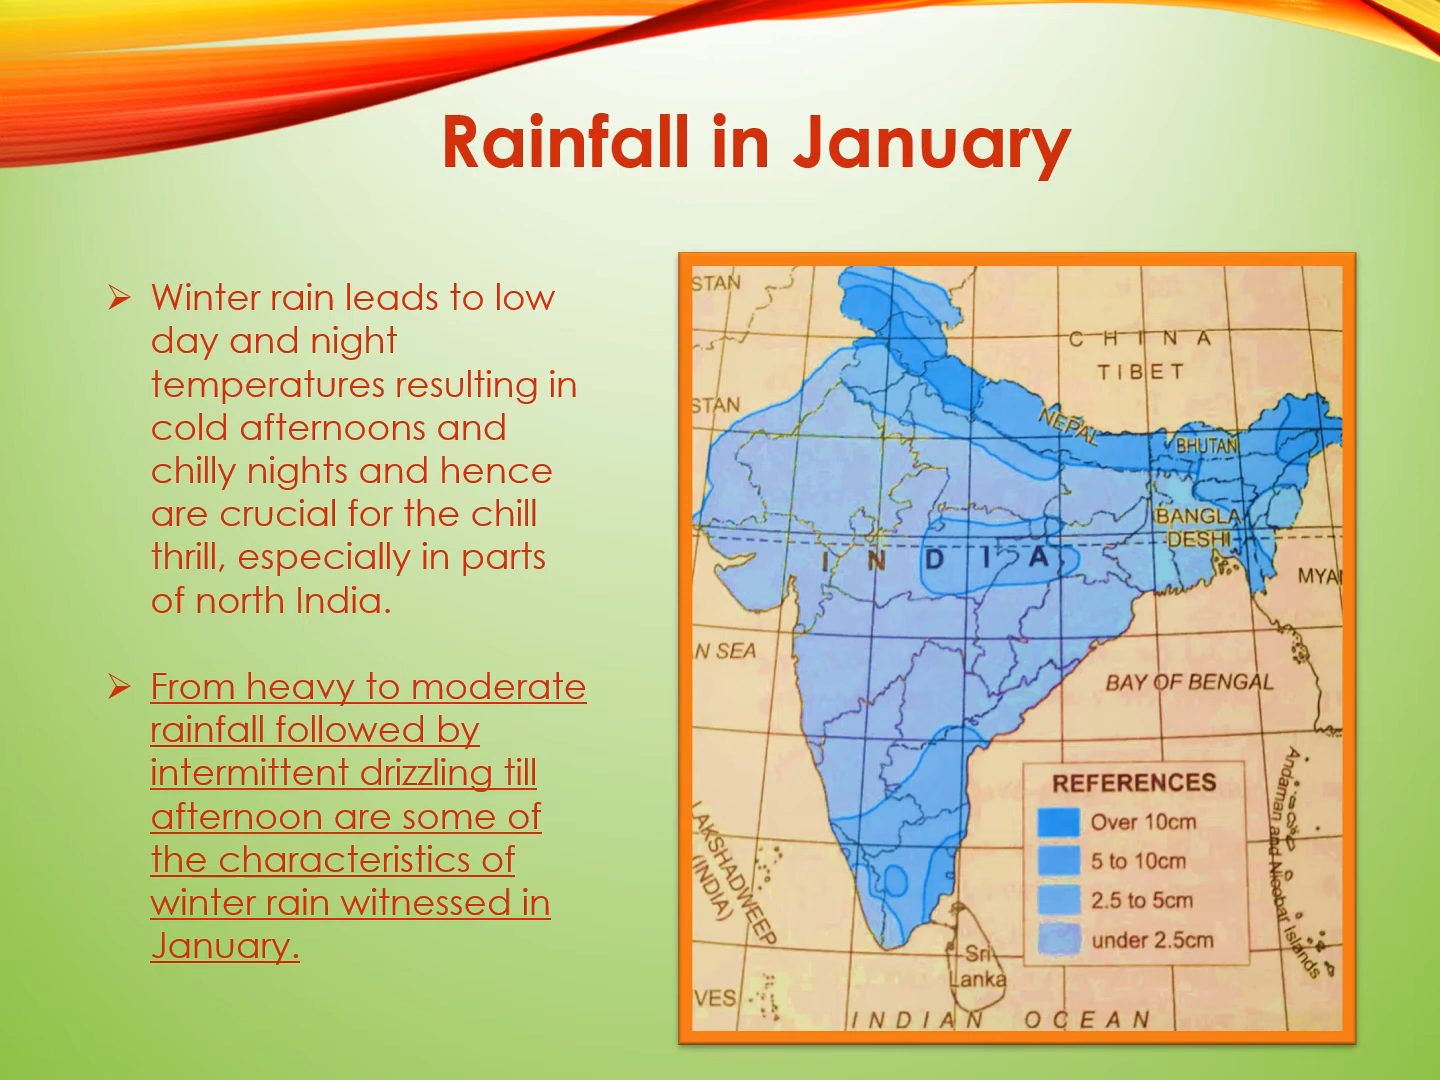 Rainfall in January
➢ Winter rain leads to low
day and night
temperatures resulting in
cold afternoons and
chilly nights and hence
are crucial for the chill
thrill, especially in parts
of north India.
➢ From heavy to moderate
rainfall followed by
intermittent drizzling till
afternoon are some of
the characteristics of
winter rain witnessed in
January.
STAN
CHINA
TIBET
STAN
NEPAL
BHUTAN
BANGLA
DESH
INDIA
MYA
N SEA
BAY OF BENGAL
REFERENCES
Over 10cm
5 to 10cm
2.5 to 5cm
under 2.5cm
LAKSHADWEEP
(INDIA)
Andaman and Nicobar Islands
Sri
Lanka
VES
INDIAN OCEAN